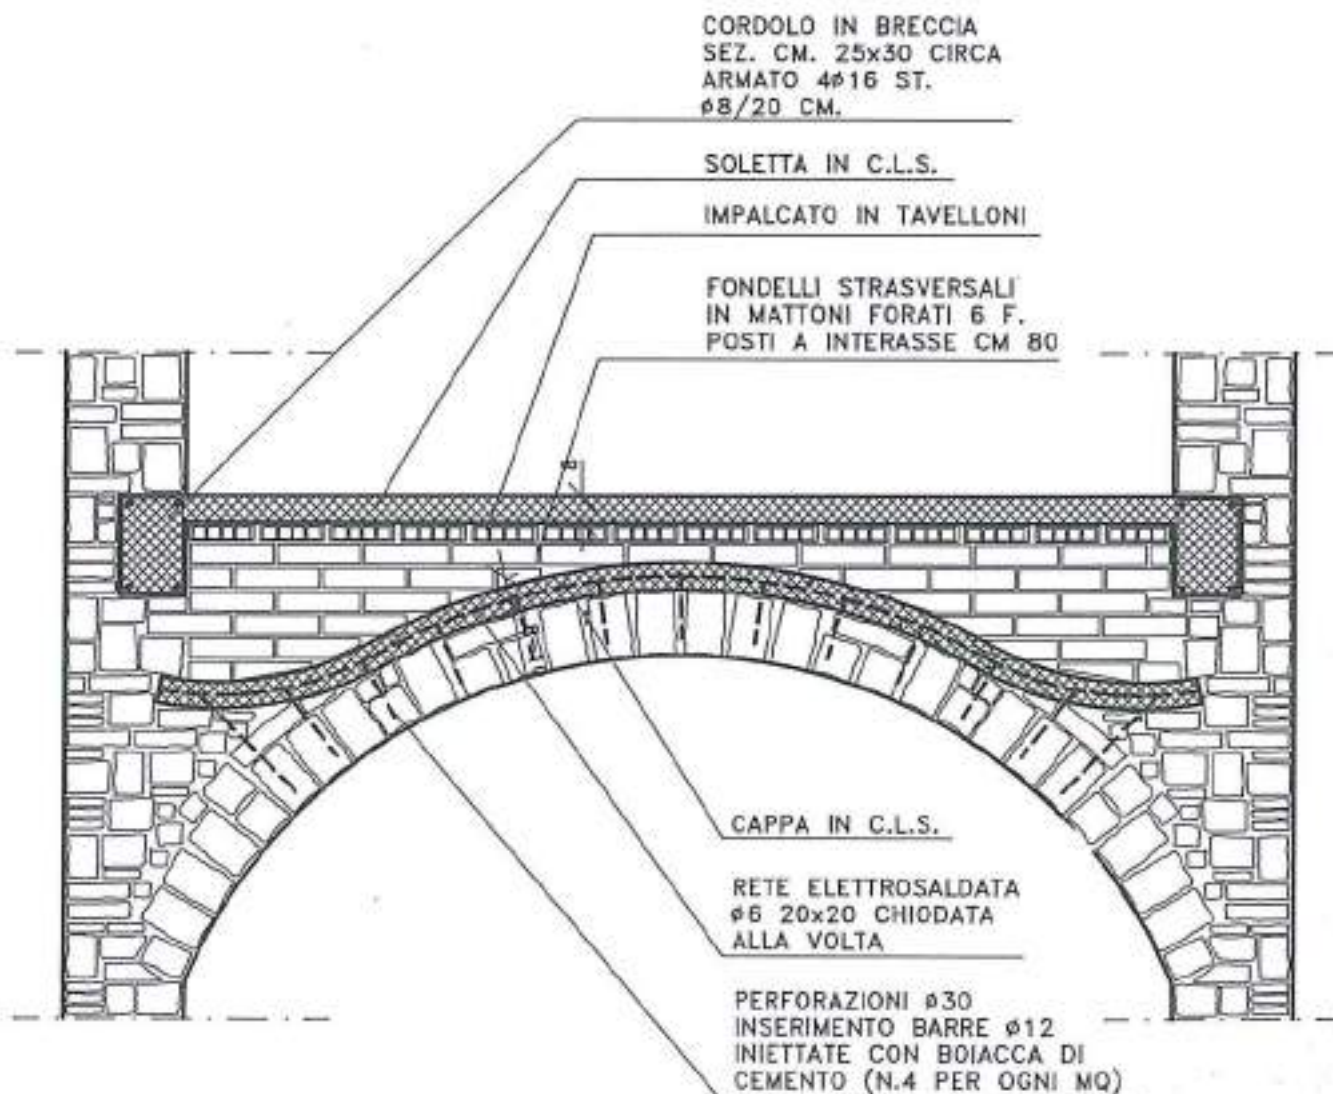 CORDOLO IN BRECCIA
SEZ. CM. 25x30 CIRCA
ARMATO 4ø16 ST.
ø8/20 CM.
SOLETTA IN C.L.S.
IMPALCATO IN TAVELLONI
FONDELLI STRASVERSALI
IN MATTONI FORATI 6 F.
POSTI A INTERASSE CM 80
CAPPA IN C.L.S.
RETE ELETTROSALDATA
ø6 20x20 CHIODATA
ALLA VOLTA
PERFORAZIONI ø30
INSERIMENTO BARRE ø12
INIETTATE CON BOIACCA DI
CEMENTO (N.4 PER OGNI MQ)